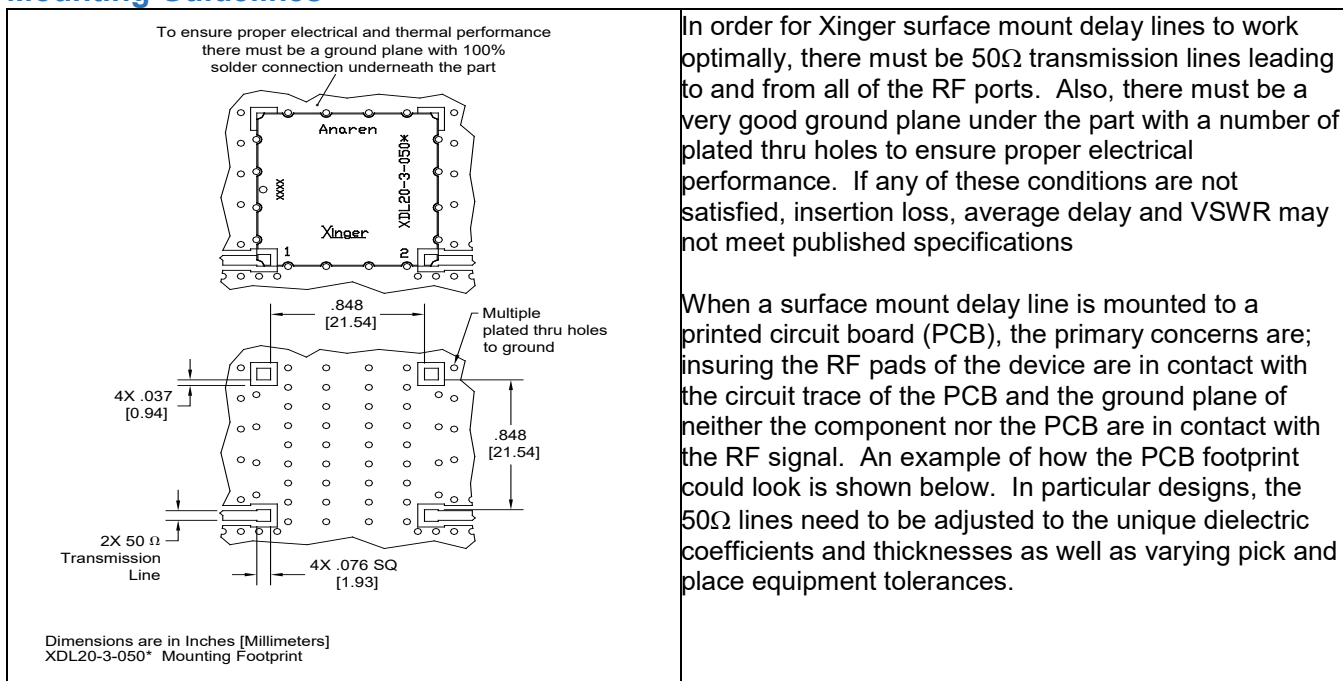 Mounting Guidelines
To ensure proper electrical and thermal performance
there must be a ground plane with 100%
solder connection underneath the part
Anaren
XDL20-3-050*
xxxx
Xinger
1
2
.848
[21.54]
Multiple
plated thru holes
to ground
4X .037
[0.94]
.848
[21.54]
2X 50 Ω
Transmission
Line
4X .076 SQ
[1.93]
Dimensions are in Inches [Millimeters]
XDL20-3-050* Mounting Footprint
In order for Xinger surface mount delay lines to work
optimally, there must be 50Ω transmission lines leading
to and from all of the RF ports. Also, there must be a
very good ground plane under the part with a number of
plated thru holes to ensure proper electrical
performance. If any of these conditions are not
satisfied, insertion loss, average delay and VSWR may
not meet published specifications
When a surface mount delay line is mounted to a
printed circuit board (PCB), the primary concerns are;
insuring the RF pads of the device are in contact with
the circuit trace of the PCB and the ground plane of
neither the component nor the PCB are in contact with
the RF signal. An example of how the PCB footprint
could look is shown below. In particular designs, the
50Ω lines need to be adjusted to the unique dielectric
coefficients and thicknesses as well as varying pick and
place equipment tolerances.